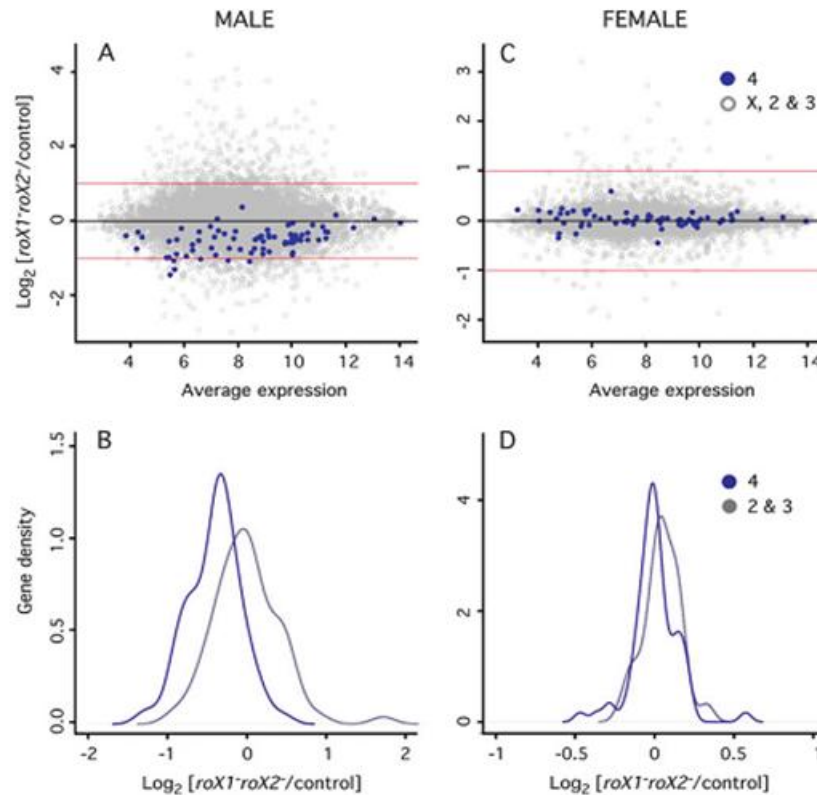 MALE
FEMALE
A
Log₂ [roX1⁻roX2⁻/control]
4
2
0
-2
4 6 8 10 12 14
Average expression
C
4
X, 2 & 3
3
2
1
0
-1
-2
4 6 8 10 12 14
Average expression
B
Gene density
1.5
1.0
0.5
0.0
-2 -1 0 1 2
Log₂ [roX1⁻roX2⁻/control]
D
4
2 & 3
4
2
0
-1 -0.5 0 0.5 1
Log₂ [roX1⁻roX2⁻/control]